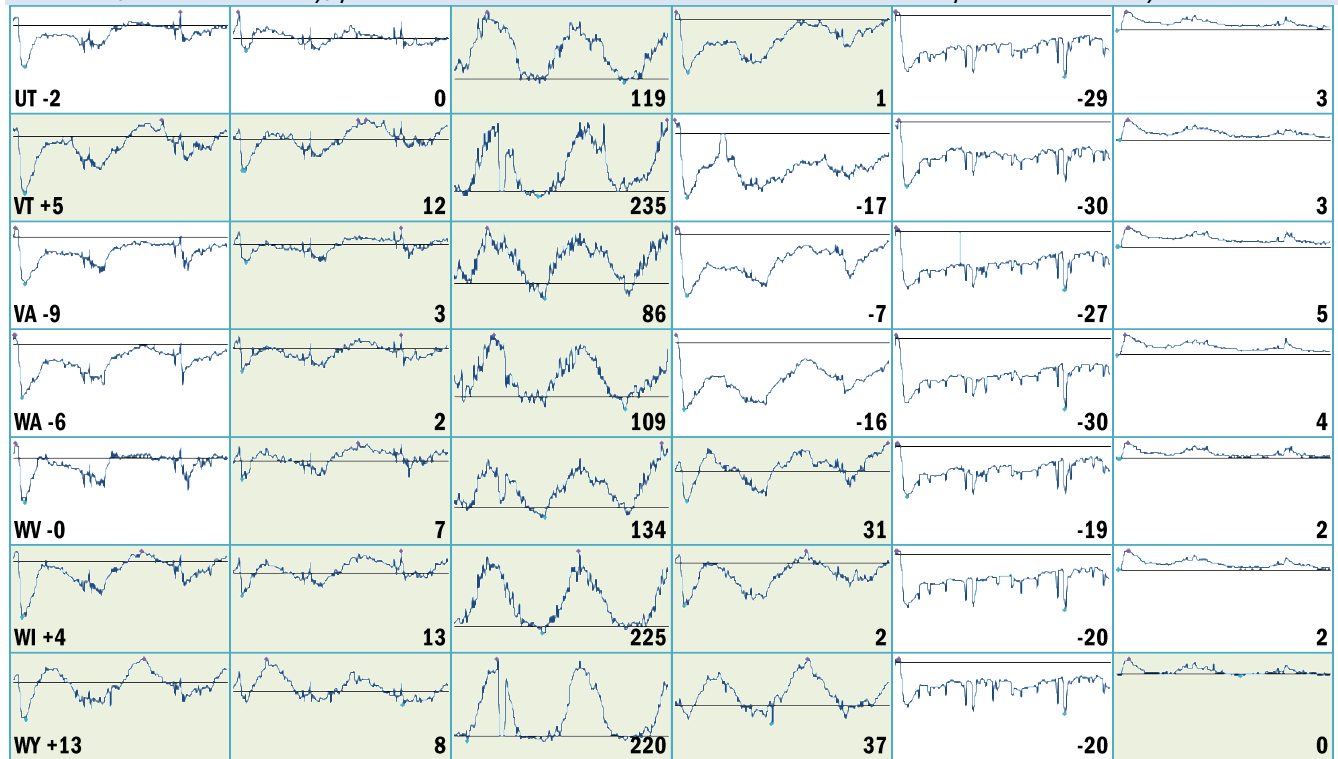 UT -2 0 119 1 -29 3
VT +5 12 235 -17 -30 3
VA -9 3 86 -7 -27 5
WA -6 2 109 -16 -30 4
WV -0 7 134 31 -19 2
WI +4 13 225 2 -20 2
WY +13 8 220 37 -20 0